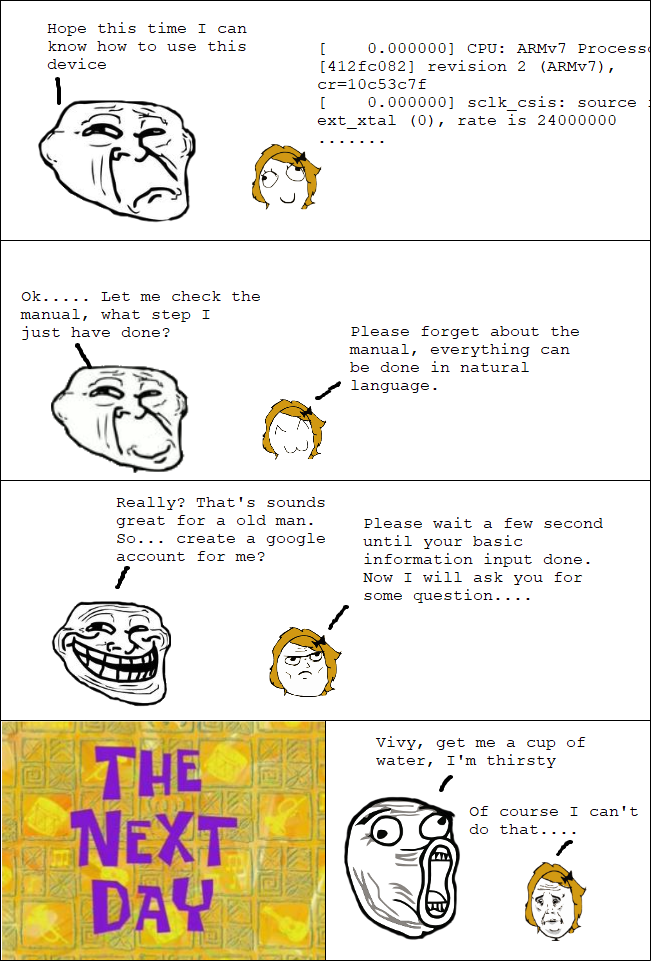 Hope this time I can
know how to use this
device
[    0.000000] CPU: ARMv7 Process
[412fc082] revision 2 (ARMv7),
cr=10c53c7f
[    0.000000] sclk_csis: source
ext_xtal (0), rate is 24000000
.......
Ok..... Let me check the
manual, what step I
just have done?
Please forget about the
manual, everything can
be done in natural
language.
Really? That's sounds
great for a old man.
So... create a google
account for me?
Please wait a few second
until your basic
information input done.
Now I will ask you for
some question....
THE
NEXT
DAY
Vivy, get me a cup of
water, I'm thirsty
Of course I can't
do that....